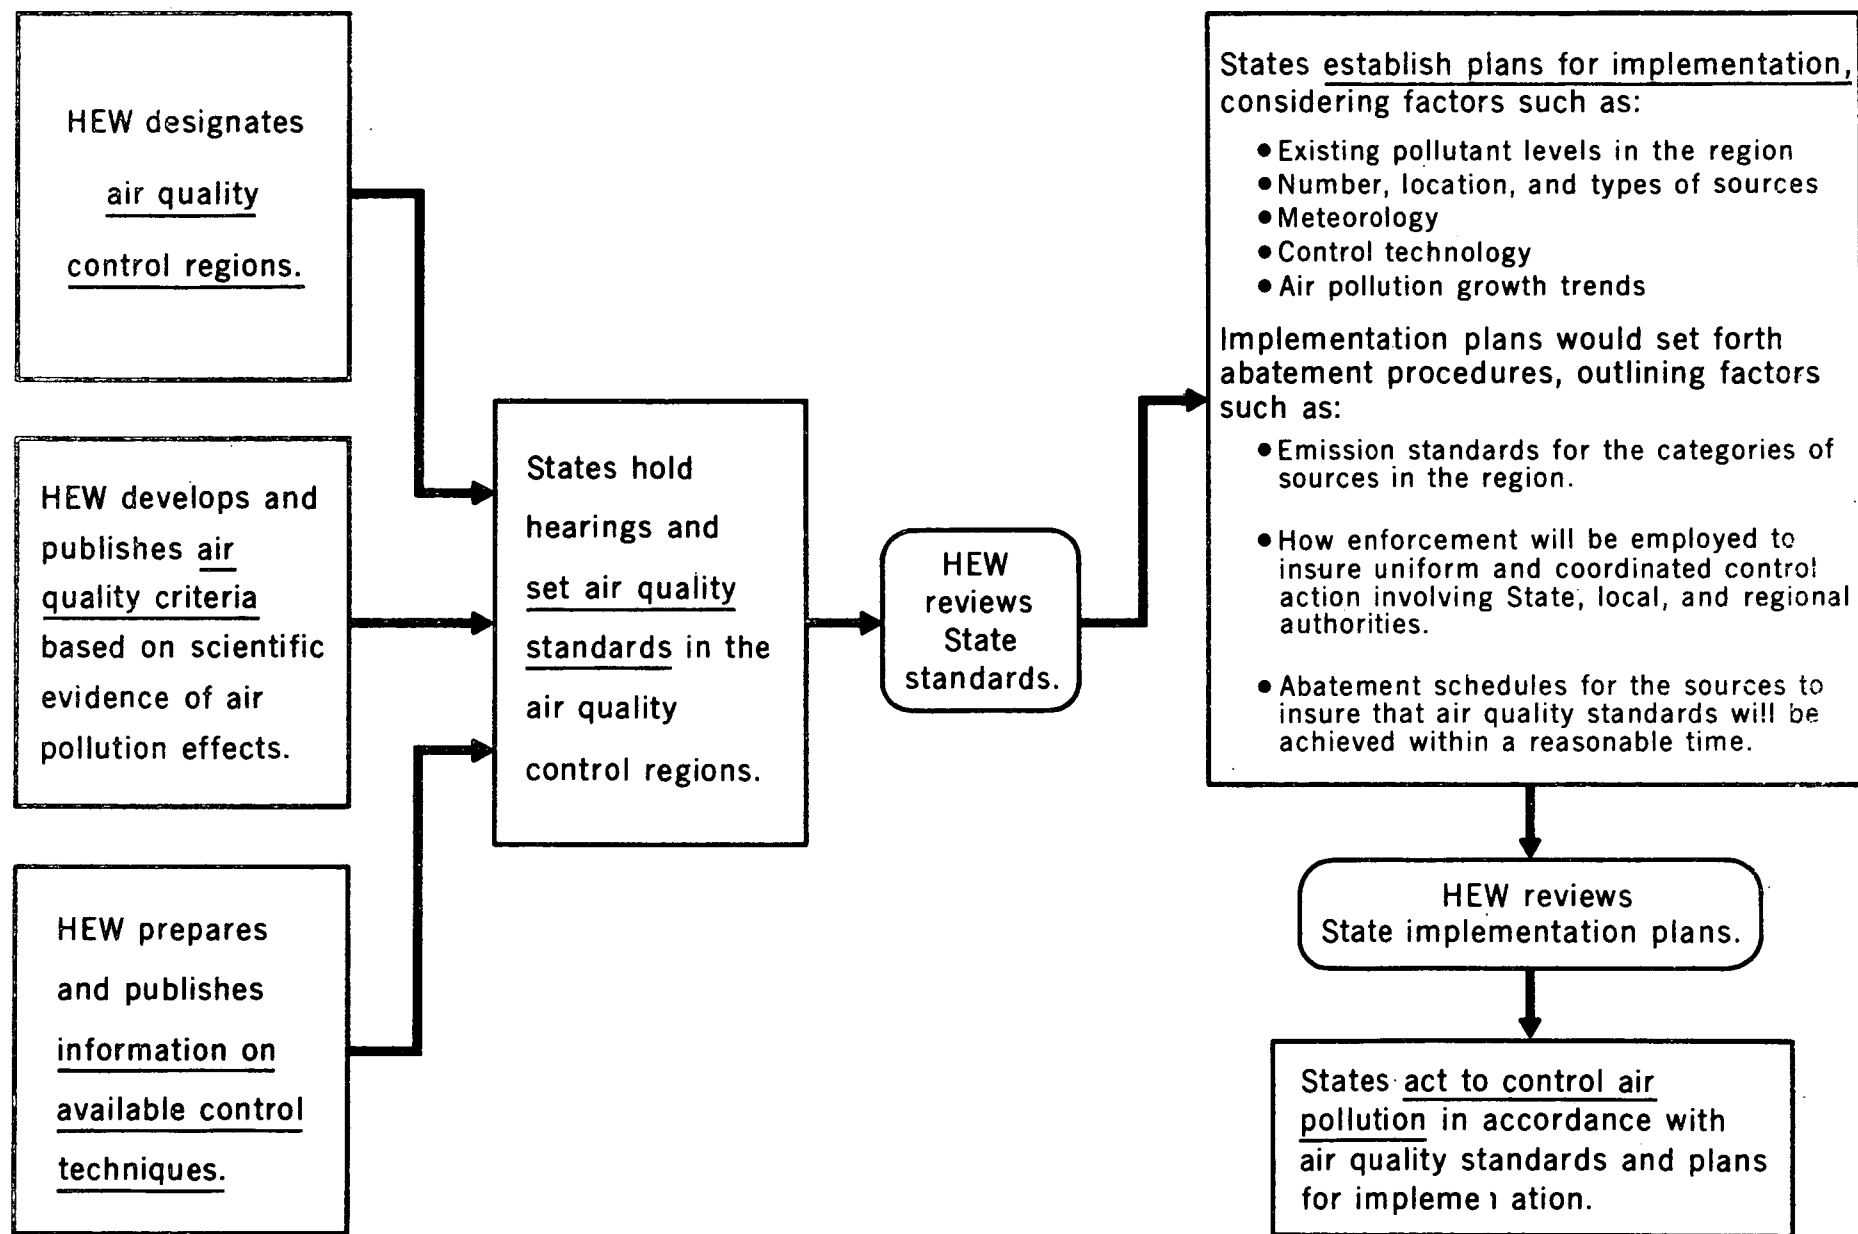 HEW designates
air quality
control regions.
HEW develops and
publishes air
quality criteria
based on scientific
evidence of air
pollution effects.
HEW prepares
and publishes
information on
available control
techniques.
States hold
hearings and
set air quality
standards in the
air quality
control regions.
HEW
reviews
State
standards.
States establish plans for implementation,
considering factors such as:
• Existing pollutant levels in the region
• Number, location, and types of sources
• Meteorology
• Control technology
• Air pollution growth trends
Implementation plans would set forth
abatement procedures, outlining factors
such as:
• Emission standards for the categories of
sources in the region.
• How enforcement will be employed to
insure uniform and coordinated control
action involving State, local, and regional
authorities.
• Abatement schedules for the sources to
insure that air quality standards will be
achieved within a reasonable time.
HEW reviews
State implementation plans.
States act to control air
pollution in accordance with
air quality standards and plans
for implementation.